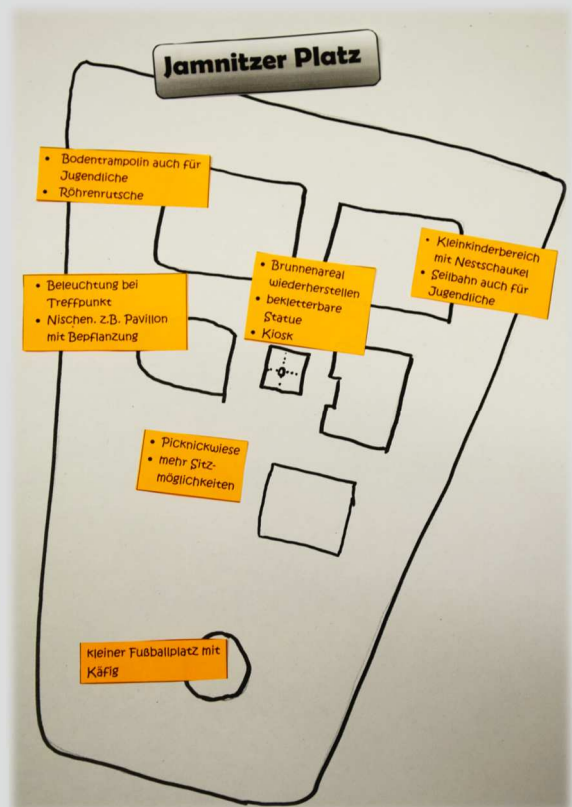 Jamnitzer Platz
• Bodentrampolin auch für
Jugendliche
• Röhrenrutsche
• Kleinkinderbereich
mit Nestschaukel
• Seilbahn auch für
Jugendliche
• Brunnenareal
wiederherstellen
• bekletterbare
Statue
• Kiosk
• Beleuchtung bei
Treffpunkt
• Nischen, z.B. Pavillon
mit Bepflanzung
• Picknickwiese
• mehr Sitz-
möglichkeiten
kleiner Fußballplatz mit
Käfig